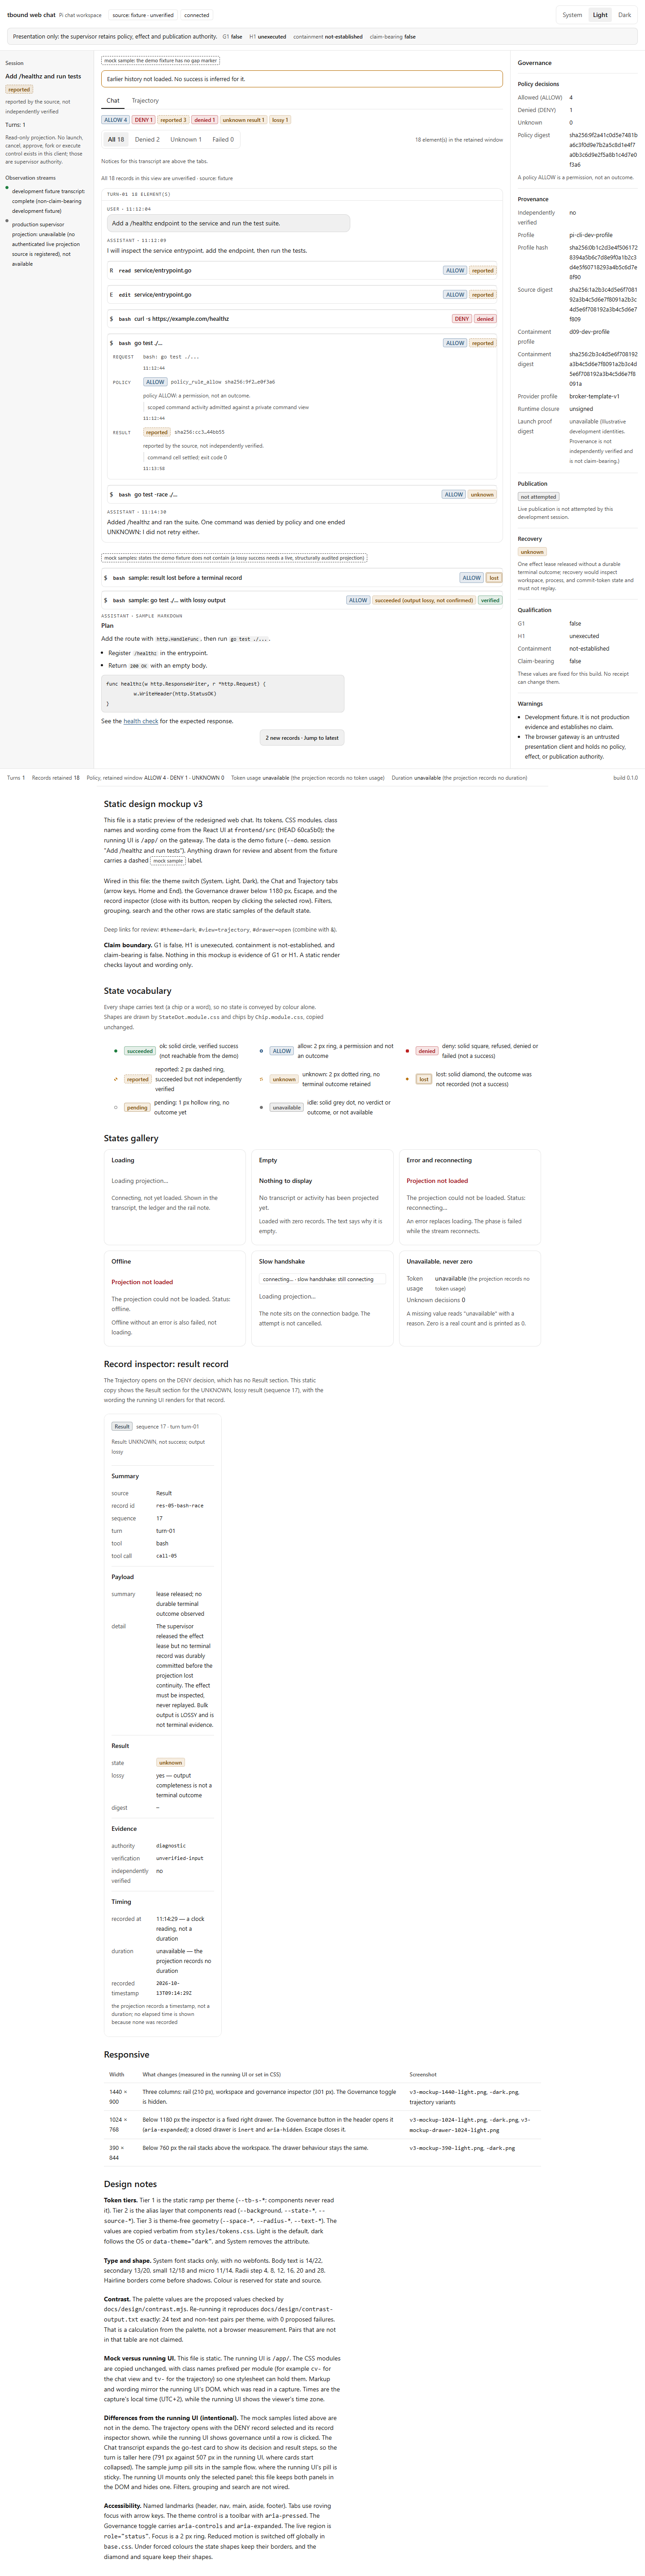 tbound web chat Pi chat workspace source: fixture · unverified connected System Light Dark
Presentation only: the supervisor retains policy, effect and publication authority. G1 false H1 unexecuted containment not-established claim-bearing false
Session
Add /healthz and run tests
reported
reported by the source, not
independently verified
Turns: 1
Read-only projection. No launch,
cancel, approve, fork or execute
control exists in this client; those
are supervisor authority.
Observation streams
development fixture transcript:
complete (non-claim-bearing
development fixture)
production supervisor
projection: unavailable (no
authenticated live projection
source is registered), not
available
mock sample: the demo fixture has no gap marker
Earlier history not loaded. No success is inferred for it.
Chat Trajectory
ALLOW 4 DENY 1 reported 3 denied 1 unknown result 1 lossy 1
All 18 Denied 2 Unknown 1 Failed 0 18 element(s) in the retained window
Notices for this transcript are above the tabs.
All 18 records in this view are unverified · source: fixture
TURN-01 18 ELEMENT(S)
USER · 11:12:04
Add a /healthz endpoint to the service and run the test suite.
ASSISTANT · 11:12:09
I will inspect the service entrypoint, add the endpoint, then run the tests.
R read service/entrypoint.go ALLOW reported
E edit service/entrypoint.go ALLOW reported
$ bash curl -s https://example.com/healthz DENY denied
$ bash go test ./... ALLOW reported
REQUEST bash: go test ./...
11:12:44
POLICY ALLOW policy_rule_allow sha256:9f2…e0f3a6
policy ALLOW: a permission, not an outcome.
scoped command activity admitted against a private command view
11:12:44
RESULT reported sha256:cc3…44bb55
reported by the source, not independently verified.
command cell settled; exit code 0
11:13:58
$ bash go test -race ./... ALLOW unknown
ASSISTANT · 11:14:30
Added /healthz and ran the suite. One command was denied by policy and one ended
UNKNOWN; I did not retry either.
mock samples: states the demo fixture does not contain (a lossy success needs a live, structurally audited projection)
$ bash sample: result lost before a terminal record ALLOW lost
$ bash sample: go test ./... with lossy output ALLOW succeeded (output lossy, not confirmed) verified
ASSISTANT · SAMPLE MARKDOWN
Plan
Add the route with http.HandleFunc, then run go test ./....
Register /healthz in the entrypoint.
Return 200 OK with an empty body.
func healthz(w http.ResponseWriter, r *http.Request) {
w.WriteHeader(http.StatusOK)
}
See the health check for the expected response.
2 new records · Jump to latest
Governance
Policy decisions
Allowed (ALLOW) 4
Denied (DENY) 1
Unknown 0
Policy digest
A policy ALLOW is a permission, not an outcome.
Provenance
Independently verified no
Profile pi-cli-dev-profile
Profile hash
Source digest
Containment profile d09-dev-profile
Containment digest
Provider profile broker-template-v1
Runtime closure unsigned
Launch proof digest unavailable (illustrative
development identities.
Provenance is not
independently verified and
is not claim-bearing.)
Publication
not attempted
Live publication is not attempted by this
development session.
Recovery
unknown
One effect lease released without a durable
terminal outcome; recovery would inspect
workspace, process, and commit-token state and
must not replay.
Qualification
G1 false
H1 unexecuted
Containment not-established
Claim-bearing false
These values are fixed for this build. No receipt
can change them.
Warnings
Development fixture. It is not production
evidence and establishes no claim.
The browser gateway is an untrusted
presentation client and holds no policy,
effect, or publication authority.
Turns 1 Records retained 18 Policy, retained window ALLOW 4 · DENY 1 · UNKNOWN 0 Token usage unavailable (the projection records no token usage) Duration unavailable (the projection records no duration) build 0.1.0
Static design mockup v3
This file is a static preview of the redesigned web chat. Its tokens, CSS modules, class
names and wording come from the React UI at frontend/src (HEAD 60ca5b0); the
running UI is /app/ on the gateway. The data is the demo fixture (--demo, session
"Add /healthz and run tests"). Anything drawn for review and absent from the fixture
carries a dashed mock sample label.
Wired in this file: the theme switch (System, Light, Dark), the Chat and Trajectory tabs
(arrow keys, Home and End), the Governance drawer below 1180 px, Escape, and the
record inspector (close with its button, reopen by clicking the selected row). Filters,
grouping, search and the other rows are static samples of the default state.
Deep links for review: #theme=dark, #view=trajectory, #drawer=open (combine with &).
Claim boundary. G1 is false, H1 is unexecuted, containment is not-established, and
claim-bearing is false. Nothing in this mockup is evidence of G1 or H1. A static render
checks layout and wording only.
State vocabulary
Every shape carries text (a chip or a word), so no state is conveyed by colour alone.
Shapes are drawn by StateDot.module.css and chips by Chip.module.css, copied
unchanged.
succeeded ok: solid circle, verified success
(not reachable from the demo)
ALLOW allow: 2 px ring, a permission and not
an outcome
denied deny: solid square, refused, denied or
failed (not a success)
reported reported: 2 px dashed ring,
succeeded but not independently
verified
unknown unknown: 2 px dotted ring, no
terminal outcome retained
lost lost: solid diamond, the outcome was
not recorded (not a success)
pending pending: 1 px hollow ring, no
outcome yet
unavailable idle: solid grey dot, no verdict or
outcome, or not available
States gallery
Loading
Loading projection...
Connecting, not yet loaded. Shown in the
transcript, the ledger and the rail note.
Empty
Nothing to display
No transcript or activity has been projected
yet.
Loaded with zero records. The text says why it is
empty.
Error and reconnecting
Projection not loaded
The projection could not be loaded. Status:
reconnecting...
An error replaces loading. The phase is failed
while the stream reconnects.
Offline
Projection not loaded
The projection could not be loaded. Status:
offline.
Offline without an error is also failed, not
loading.
Slow handshake
connecting... · slow handshake: still connecting
Loading projection...
The note sits on the connection badge. The
attempt is not cancelled.
Unavailable, never zero
Token usage unavailable (the projection records no
token usage)
Unknown decisions 0
A missing value reads "unavailable" with a
reason. Zero is a real count and is printed as 0.
Record inspector: result record
The Trajectory opens on the DENY decision, which has no Result section. This static
copy shows the Result section for the UNKNOWN, lossy result (sequence 17), with the
wording the running UI renders for that record.
Result sequence 17 · turn turn-01
Result: UNKNOWN, not success; output
lossy
Summary
source Result
record id res-05-bash-race
sequence 17
turn turn-01
tool bash
tool call call-05
Payload
summary lease released; no
durable terminal
outcome observed
detail The supervisor
released the effect
lease but no terminal
record was durably
committed before the
projection lost
continuity. The effect
must be inspected,
never replayed. Bulk
output is LOSSY and is
not terminal evidence.
Result
state unknown
lossy yes — output
completeness is not a
terminal outcome
digest –
Evidence
authority diagnostic
verification unverified-input
independently verified no
Timing
recorded at 11:14:29 — a clock
reading, not a
duration
duration unavailable — the
projection records no
duration
recorded timestamp 2026-10-
13T09:14:29Z
the projection records a timestamp, not a
duration; no elapsed time is shown
because none was recorded
Responsive
Width What changes (measured in the running UI or set in CSS) Screenshot
1440 × 900 Three columns: rail (210 px), workspace and governance inspector (301 px). The Governance toggle
is hidden. v3-mockup-1440-light.png, -dark.png,
trajectory variants
1024 × 768 Below 1180 px the inspector is a fixed right drawer. The Governance button in the header opens it
(aria-expanded); a closed drawer is inert and aria-hidden. Escape closes it. v3-mockup-1024-light.png, -dark.png, v3-
mockup-drawer-1024-light.png
390 × 844 Below 760 px the rail stacks above the workspace. The drawer behaviour stays the same. v3-mockup-390-light.png, -dark.png
Design notes
Token tiers. Tier 1 is the static ramp per theme (--tb-s-*; components never read
it). Tier 2 is the alias layer that components read (--background, --state-*, --
source-*). Tier 3 is theme-free geometry (--space-*, --radius-*, --text-*). The
values are copied verbatim from styles/tokens.css. Light is the default, dark
follows the OS or data-theme="dark", and System removes the attribute.
Type and shape. System font stacks only, with no webfonts. Body text is 14/22,
secondary 13/20, small 12/18 and micro 11/14. Radii step 4, 8, 12, 16, 20 and 28.
Hairline borders come before shadows. Colour is reserved for state and source.
Contrast. The palette values are the proposed values checked by
docs/design/contrast.mjs. Re-running it reproduces docs/design/contrast-
output.txt exactly: 24 text and non-text pairs per theme, with 0 proposed failures.
That is a calculation from the palette, not a browser measurement. Pairs that are not
in that table are not claimed.
Mock versus running UI. This file is static. The running UI is /app/. The CSS modules
are copied unchanged, with class names prefixed per module (for example cv- for
the chat view and tv- for the trajectory) so one stylesheet can hold them. Markup
and wording mirror the running UI's DOM, which was read in a capture. Times are the
capture's local time (UTC+2), while the running UI shows the viewer's time zone.
Differences from the running UI (intentional). The mock samples listed above are
not in the demo. The trajectory opens with the DENY record selected and its record
inspector shown, while the running UI shows governance until a row is clicked. The
Chat transcript expands the go-test card to show its decision and result steps, so the
turn is taller here (791 px against 507 px in the running UI, where cards start
collapsed). The sample jump pill sits in the sample flow, where the running UI's pill is
sticky. The running UI mounts only the selected panel; this file keeps both panels in
the DOM and hides one. Filters, grouping and search are not wired.
Accessibility. Named landmarks (header, nav, main, aside, footer). Tabs use roving
focus with arrow keys. The theme control is a toolbar with aria-pressed. The
Governance toggle carries aria-controls and aria-expanded. The live region is
role="status". Focus is a 2 px ring. Reduced motion is switched off globally in
base.css. Under forced colours the state shapes keep their borders, and the
diamond and square keep their shapes.